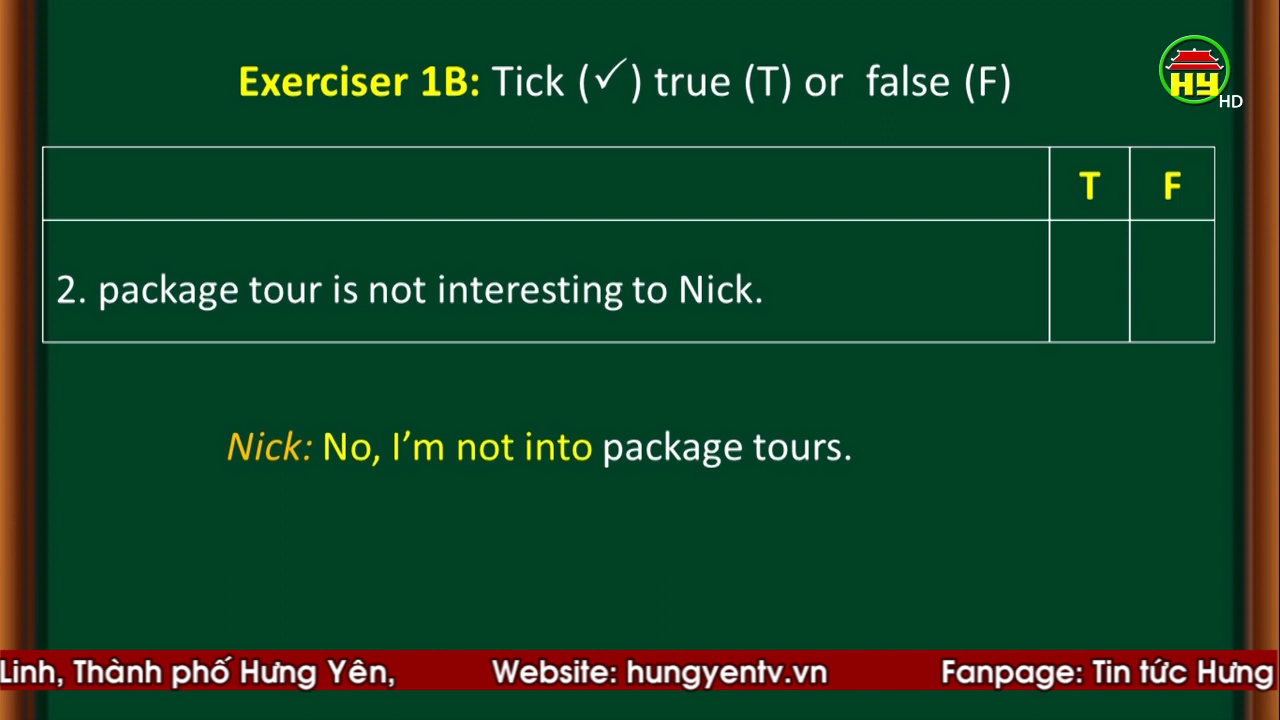 Exerciser 1B: Tick (✓) true (T) or false (F)
HY
HD
T F
2. package tour is not interesting to Nick.
Nick: No, I’m not into package tours.
Linh, Thành phố Hưng Yên, Website: hungyentv.vn Fanpage: Tin tức Hưng